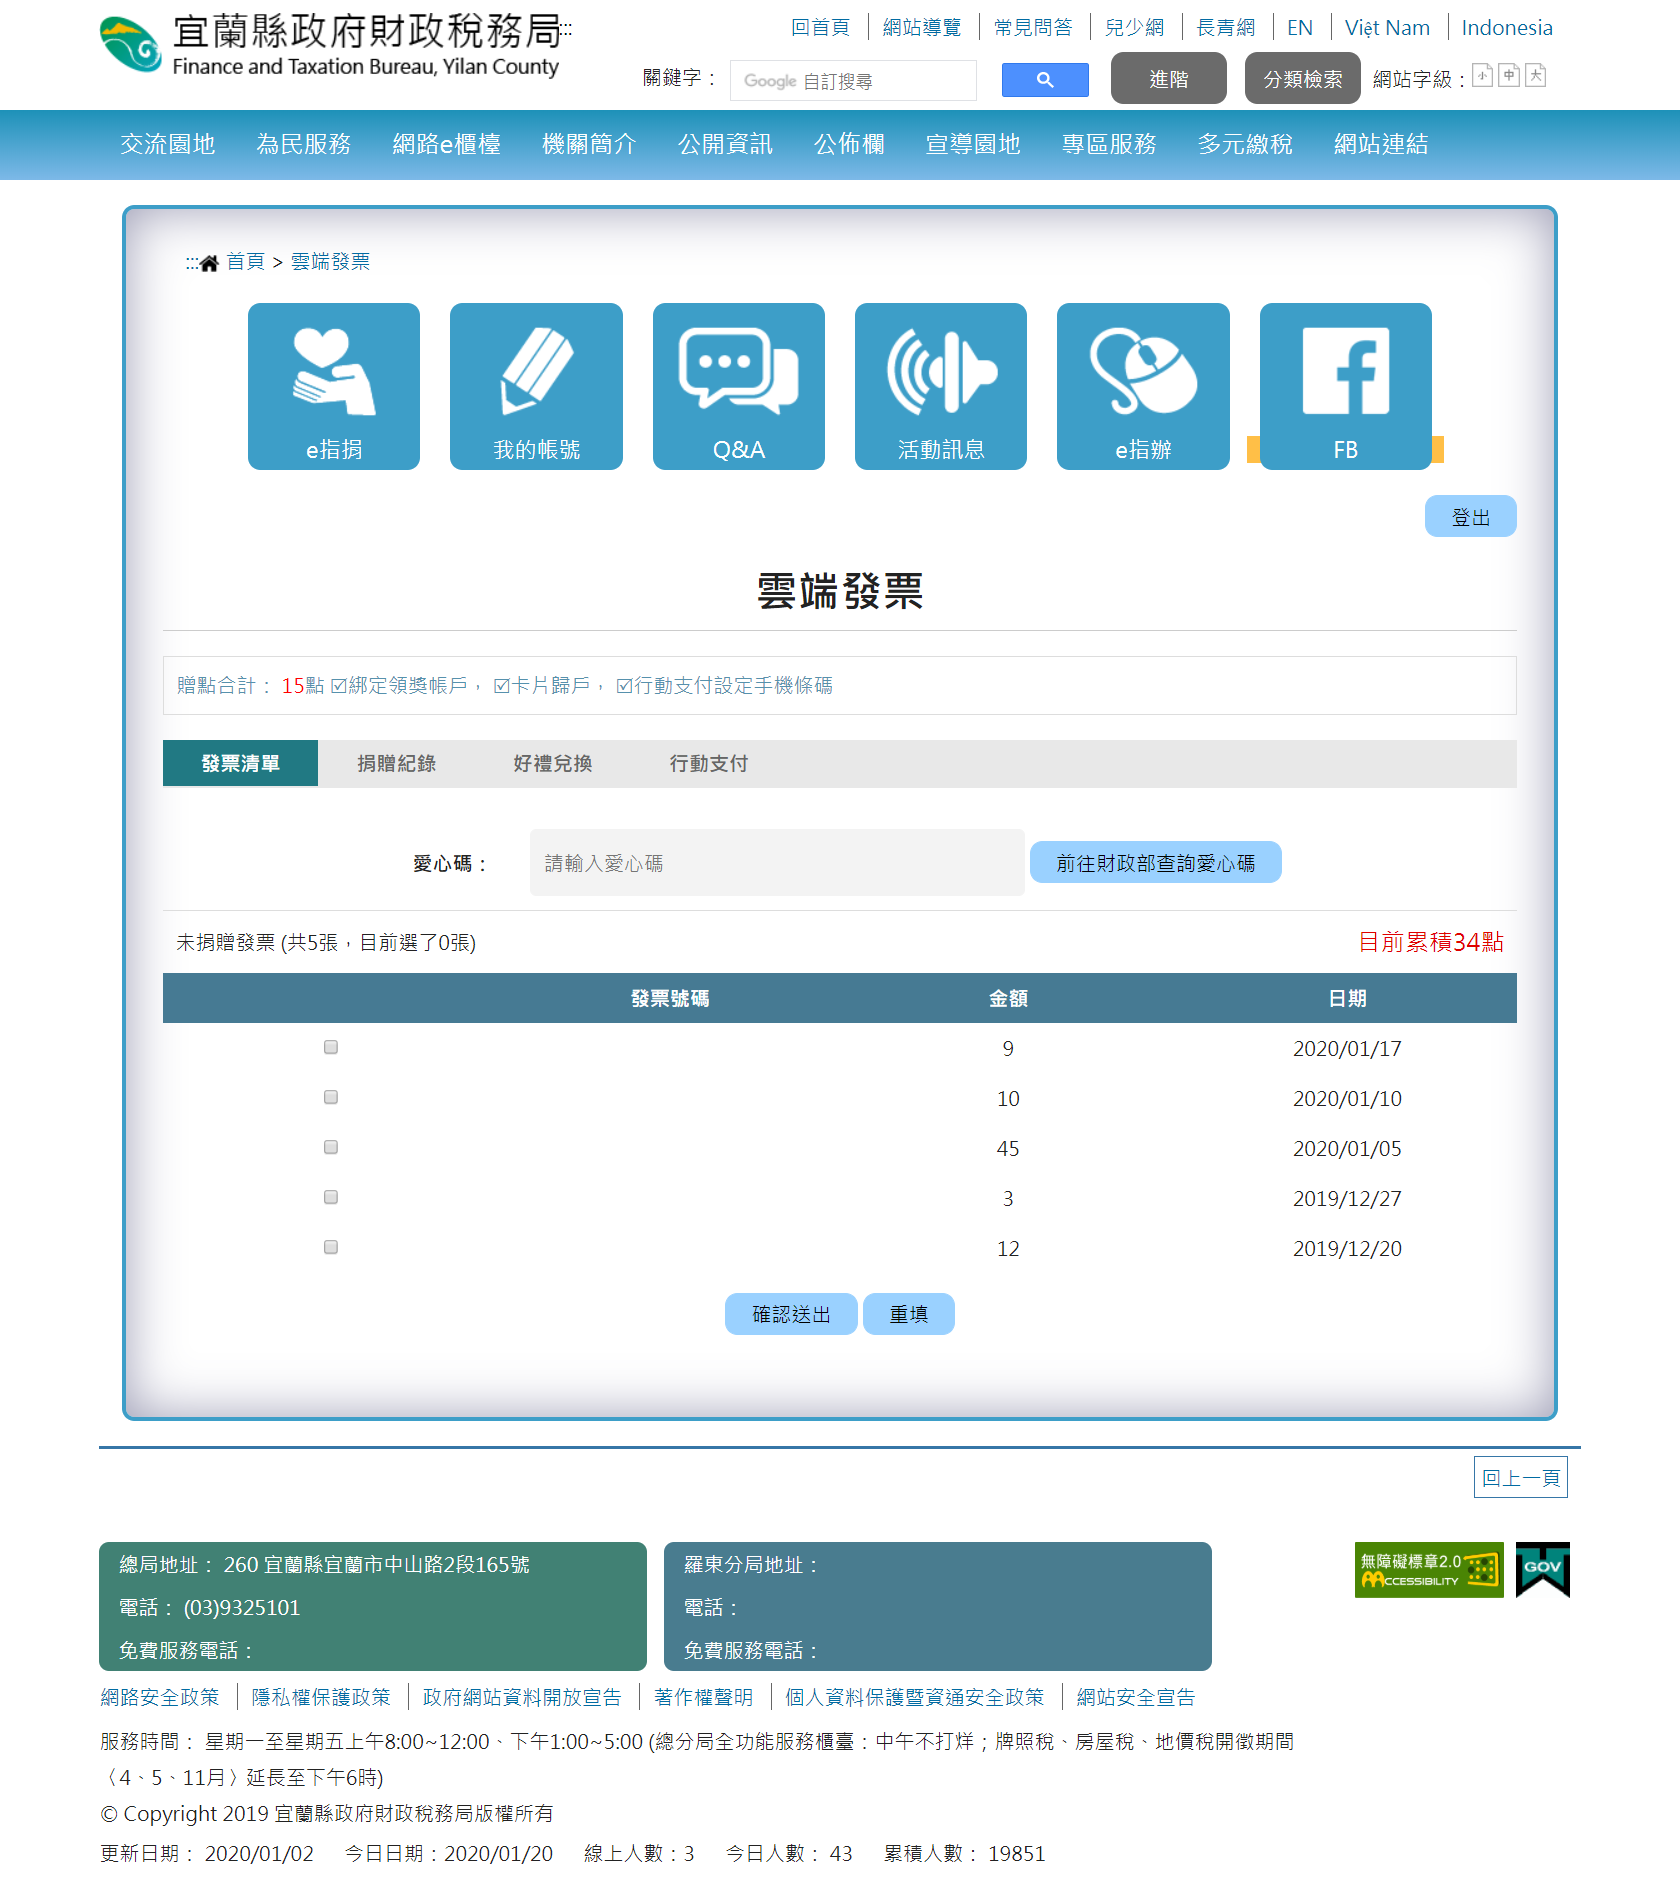 宜蘭縣政府財政稅務局:::
Finance and Taxation Bureau, Yilan County
回首頁 網站導覽 常見問答 兒少網 長青網 EN Việt Nam Indonesia
關鍵字： Google 自訂搜尋 進階 分類檢索 網站字級： 小 中 大
交流園地 為民服務 網路e櫃檯 機關簡介 公開資訊 公佈欄 宣導園地 專區服務 多元繳稅 網站連結
::: 首頁 > 雲端發票
e指捐 我的帳號 Q&A 活動訊息 e指辦 FB
登出
雲端發票
贈點合計： 15點 ☑綁定領獎帳戶， ☑卡片歸戶， ☑行動支付設定手機條碼
發票清單 捐贈紀錄 好禮兌換 行動支付
愛心碼： 請輸入愛心碼 前往財政部查詢愛心碼
未捐贈發票 (共5張，目前選了0張) 目前累積34點
發票號碼 金額 日期
9 2020/01/17
10 2020/01/10
45 2020/01/05
3 2019/12/27
12 2019/12/20
確認送出 重填
回上一頁
總局地址： 260 宜蘭縣宜蘭市中山路2段165號
電話： (03)9325101
免費服務電話：
羅東分局地址：
電話：
免費服務電話：
無障礙標章2.0
ACCESSIBILITY
GOV
網路安全政策 隱私權保護政策 政府網站資料開放宣告 著作權聲明 個人資料保護暨資通安全政策 網站安全宣告
服務時間： 星期一至星期五上午8:00~12:00、下午1:00~5:00 (總分局全功能服務櫃臺：中午不打烊；牌照稅、房屋稅、地價稅開徵期間
〈4、5、11月〉延長至下午6時)
© Copyright 2019 宜蘭縣政府財政稅務局版權所有
更新日期： 2020/01/02 今日日期：2020/01/20 線上人數：3 今日人數： 43 累積人數： 19851